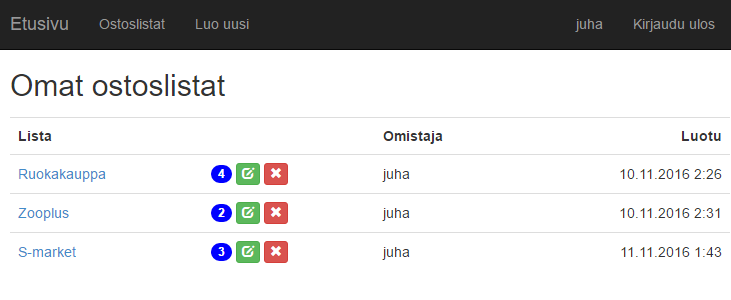 Etusivu Ostoslistat Luo uusi juha Kirjaudu ulos
Omat ostoslistat
Lista Omistaja Luotu
Ruokakauppa 4 juha 10.11.2016 2:26
Zooplus 2 juha 10.11.2016 2:31
S-market 3 juha 11.11.2016 1:43